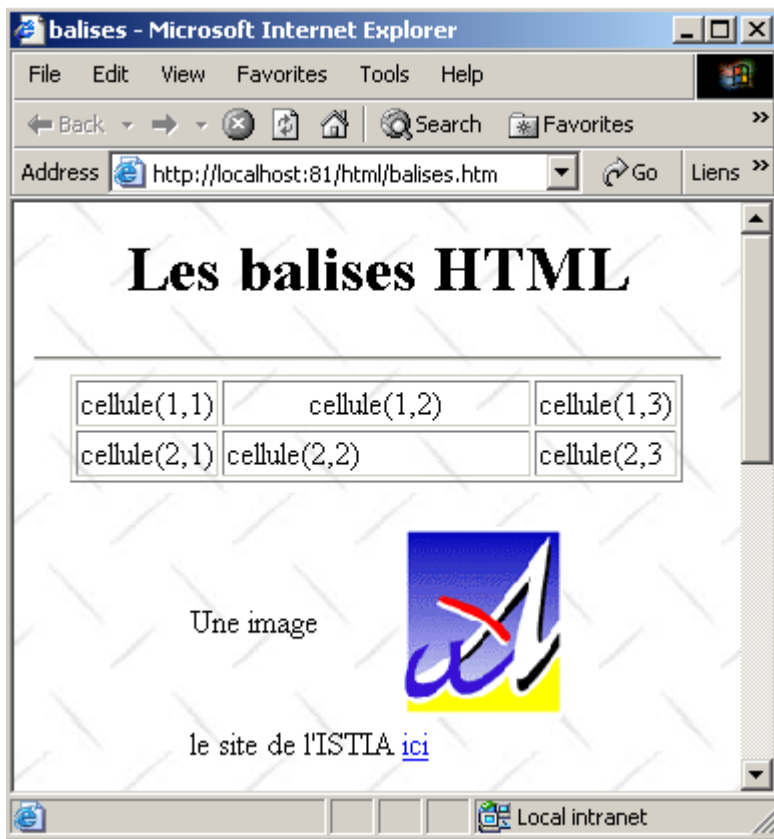 balises - Microsoft Internet Explorer
File Edit View Favorites Tools Help
Back Search Favorites »
Address http://localhost:81/html/balises.htm Go Liens »
Les balises HTML
cellule(1,1) cellule(1,2) cellule(1,3)
cellule(2,1) cellule(2,2) cellule(2,3
Une image
le site de l'ISTIA ici
Local intranet